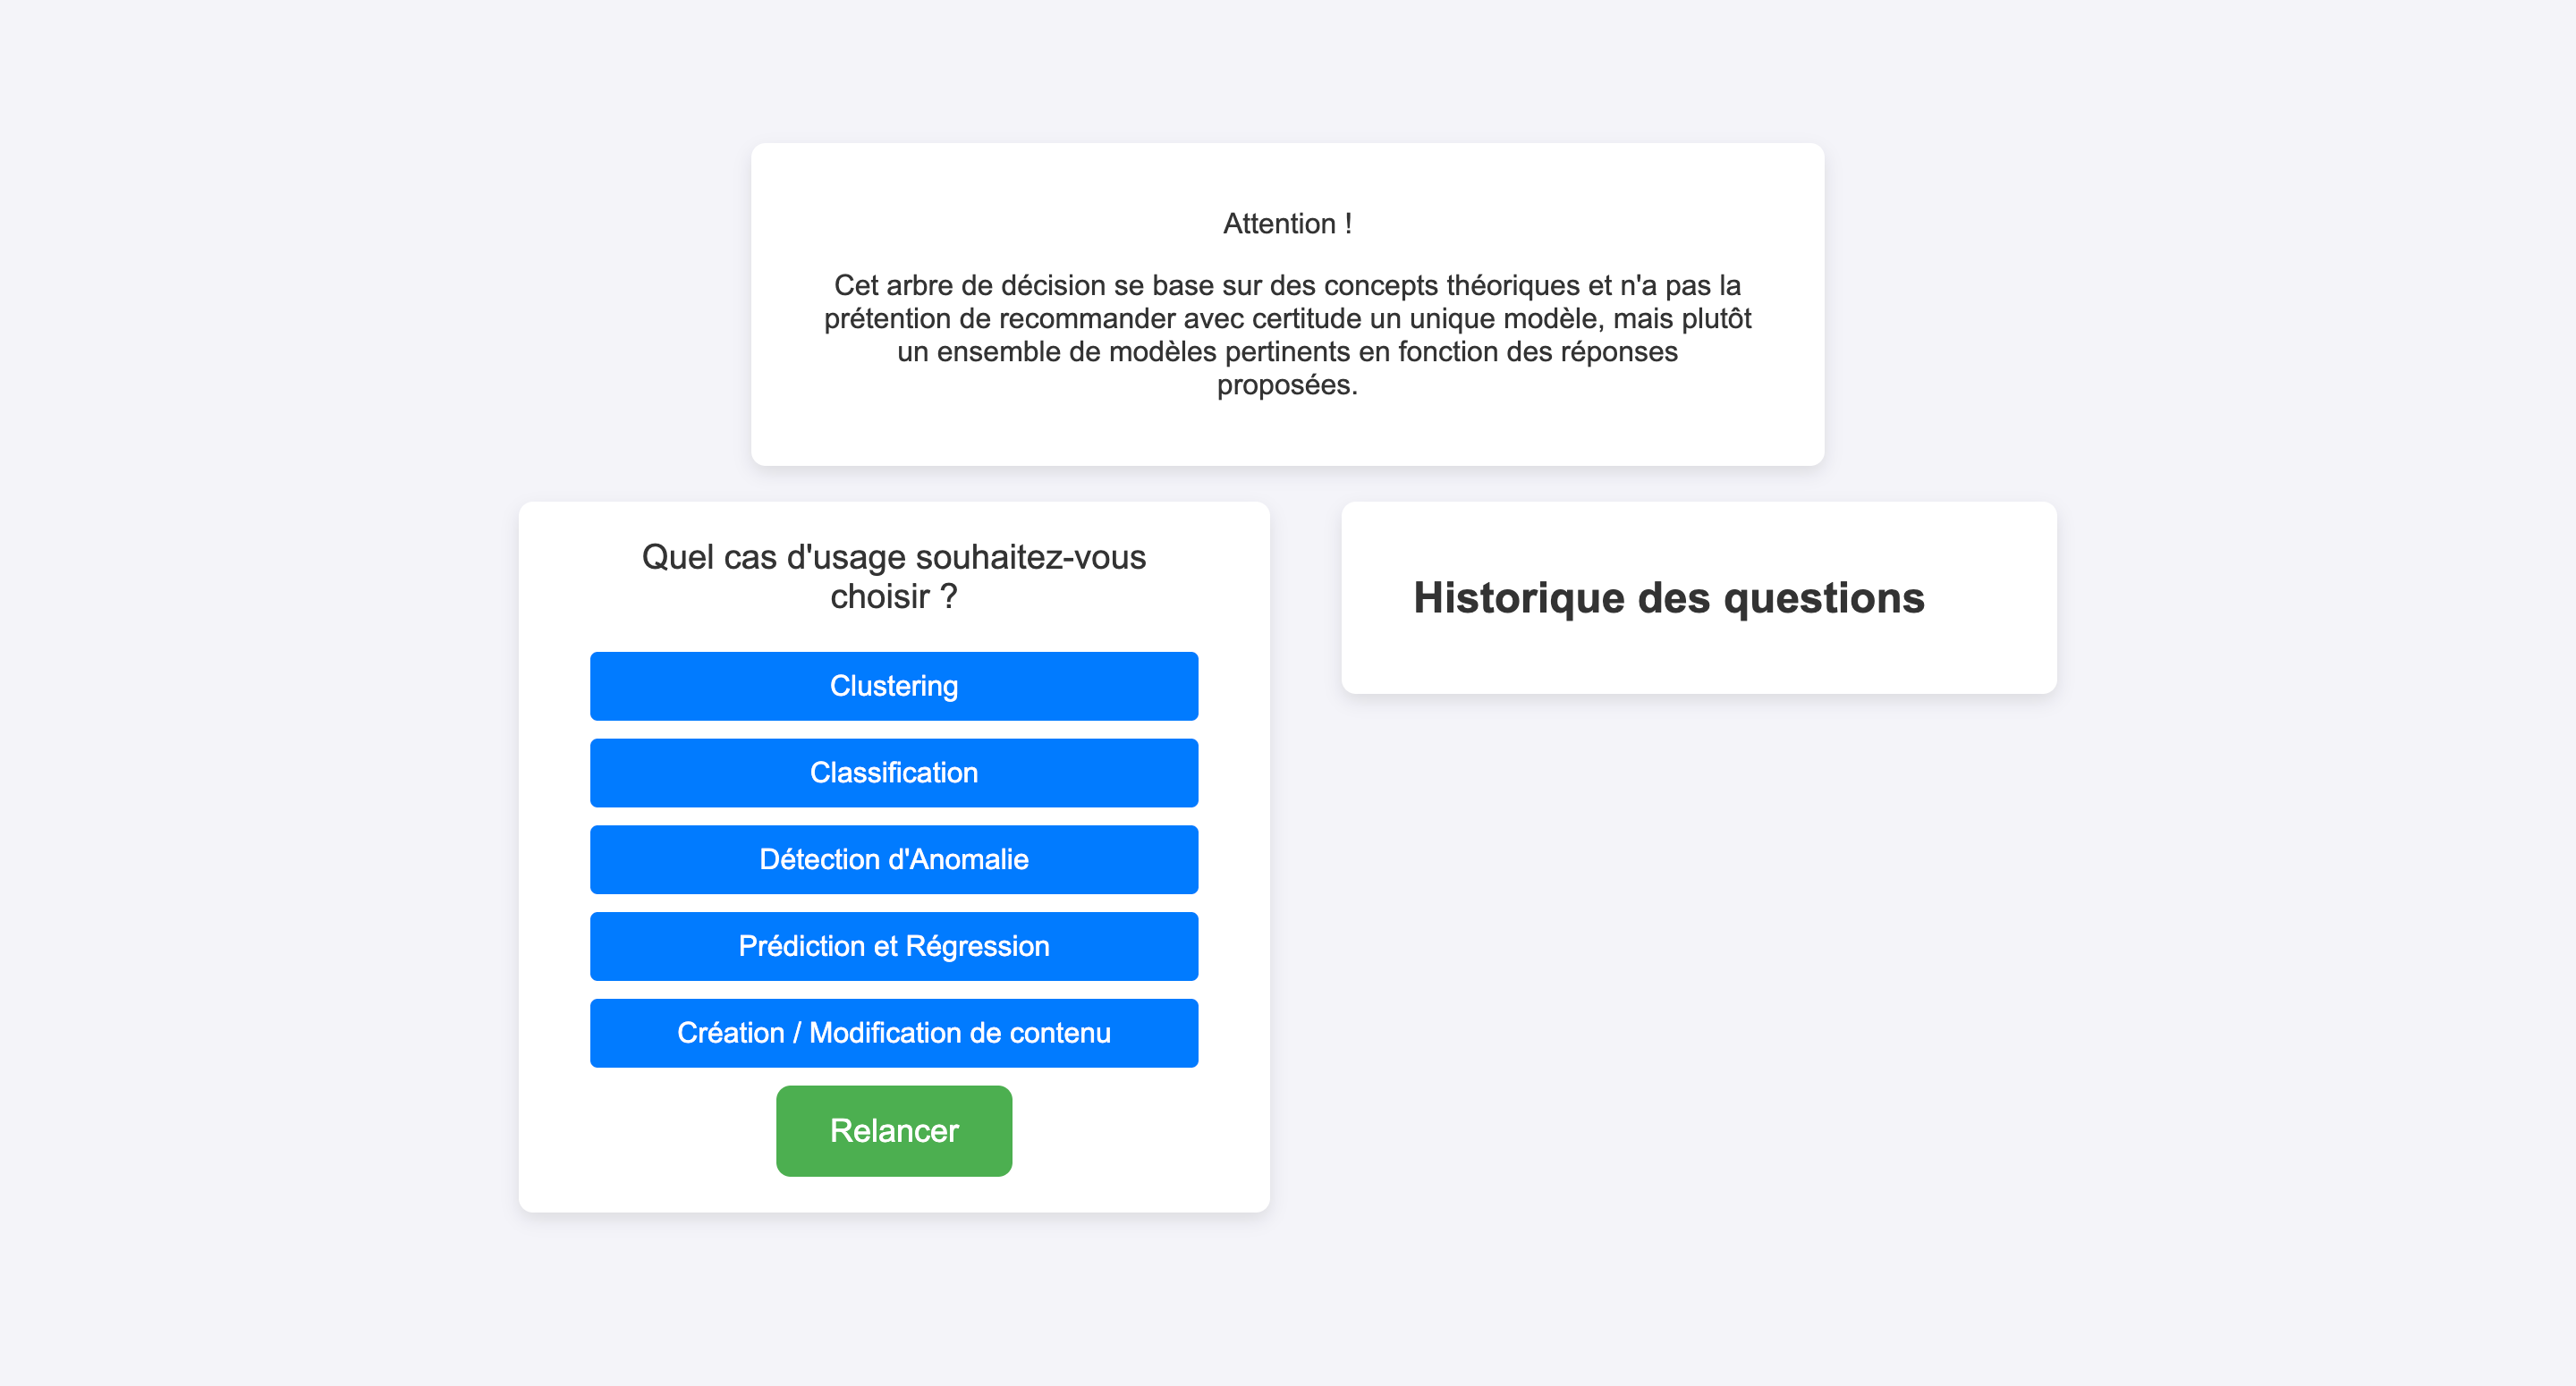 Attention !
Cet arbre de décision se base sur des concepts théoriques et n'a pas la
prétention de recommander avec certitude un unique modèle, mais plutôt
un ensemble de modèles pertinents en fonction des réponses
proposées.
Quel cas d'usage souhaitez-vous
choisir ?
Clustering
Classification
Détection d'Anomalie
Prédiction et Régression
Création / Modification de contenu
Relancer
Historique des questions